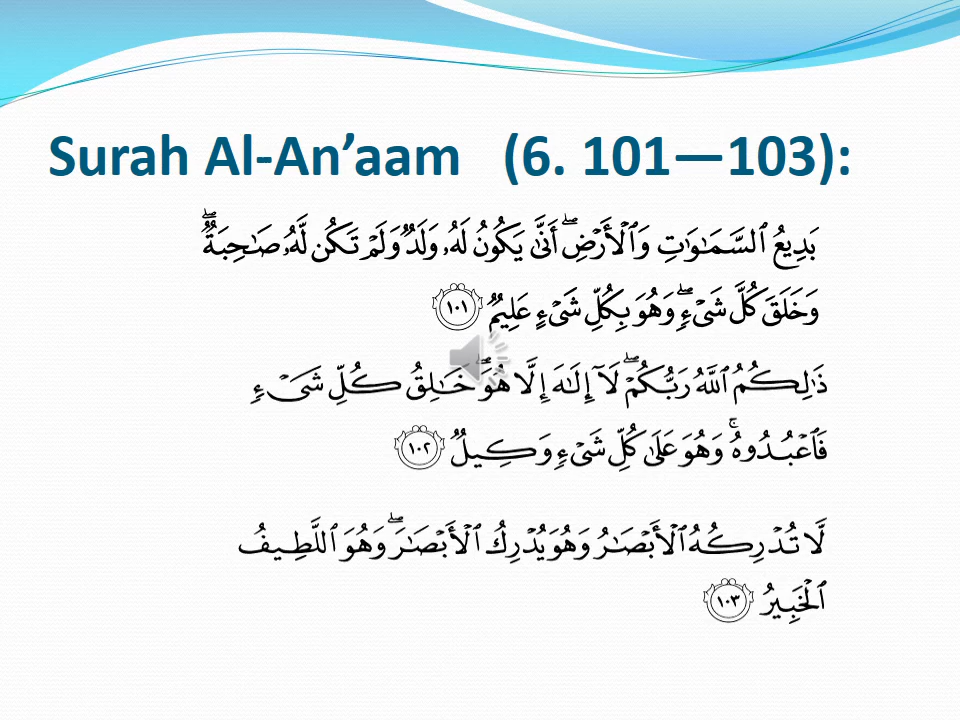 Surah Al-An’aam (6. 101—103):
بَدِيعُ ٱلسَّمَـٰوَٰتِ وَٱلْأَرْضِ ۖ أَنَّىٰ يَكُونُ لَهُۥ وَلَدٌ وَلَمْ تَكُن لَّهُۥ صَـٰحِبَةٌ ۖ
وَخَلَقَ كُلَّ شَىْءٍ ۖ وَهُوَ بِكُلِّ شَىْءٍ عَلِيمٌ ١٠١
ذَٰلِكُمُ ٱللَّهُ رَبُّكُمْ ۖ لَآ إِلَـٰهَ إِلَّا هُوَ ۖ خَـٰلِقُ كُلِّ شَىْءٍ
فَٱعْبُدُوهُ ۚ وَهُوَ عَلَىٰ كُلِّ شَىْءٍ وَكِيلٌ ١٠٢
لَّا تُدْرِكُهُ ٱلْأَبْصَـٰرُ وَهُوَ يُدْرِكُ ٱلْأَبْصَـٰرَ ۖ وَهُوَ ٱللَّطِيفُ
ٱلْخَبِيرُ ١٠٣